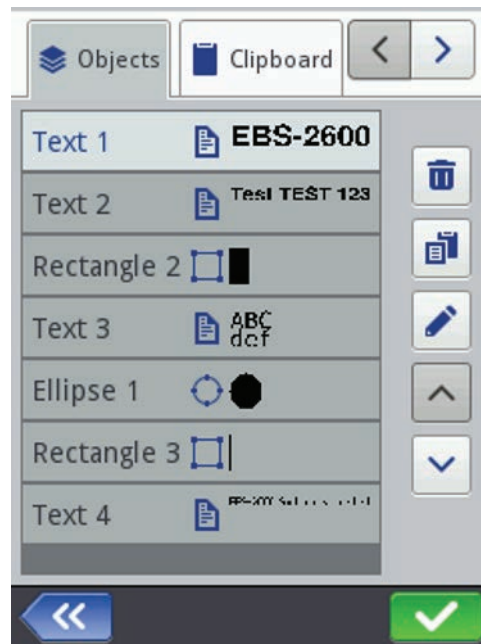 Objects Clipboard
Text 1 EBS-2600
Text 2 Test TEST 123
Rectangle 2
Text 3 ABC
def
Ellipse 1
Rectangle 3
Text 4